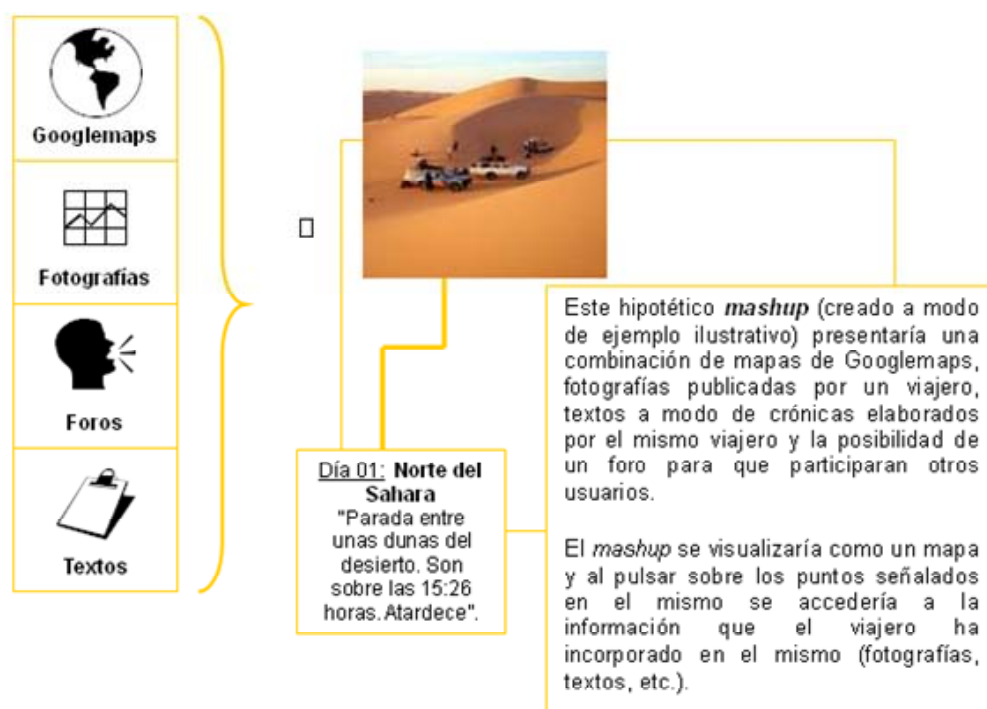 Googlemaps
Fotografías
Foros
Textos
Día 01: Norte del
Sahara
"Parada entre
unas dunas del
desierto. Son
sobre las 15:26
horas. Atardece".
Este hipotético mashup (creado a modo
de ejemplo ilustrativo) presentaría una
combinación de mapas de Googlemaps,
fotografías publicadas por un viajero,
textos a modo de crónicas elaborados
por el mismo viajero y la posibilidad de
un foro para que participaran otros
usuarios.
El mashup se visualizaría como un mapa
y al pulsar sobre los puntos señalados
en el mismo se accedería a la
información que el viajero ha
incorporado en el mismo (fotografías,
textos, etc.).